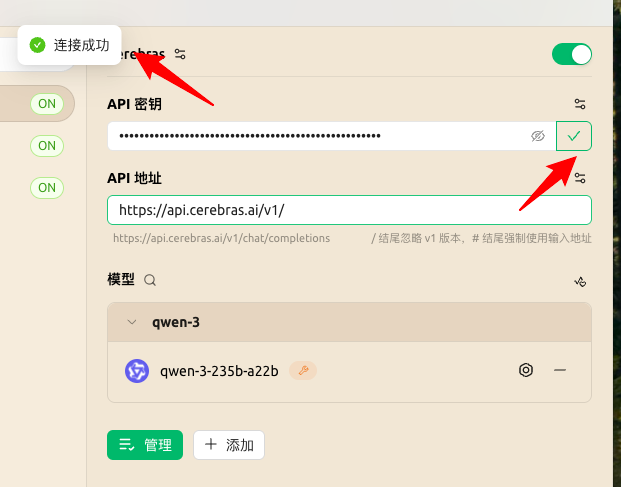 连接成功
cerebras
ON
ON
ON
API 密钥
API 地址
https://api.cerebras.ai/v1/
https://api.cerebras.ai/v1/chat/completions
/ 结尾忽略 v1 版本，# 结尾强制使用输入地址
模型
qwen-3
qwen-3-235b-a22b
管理
添加